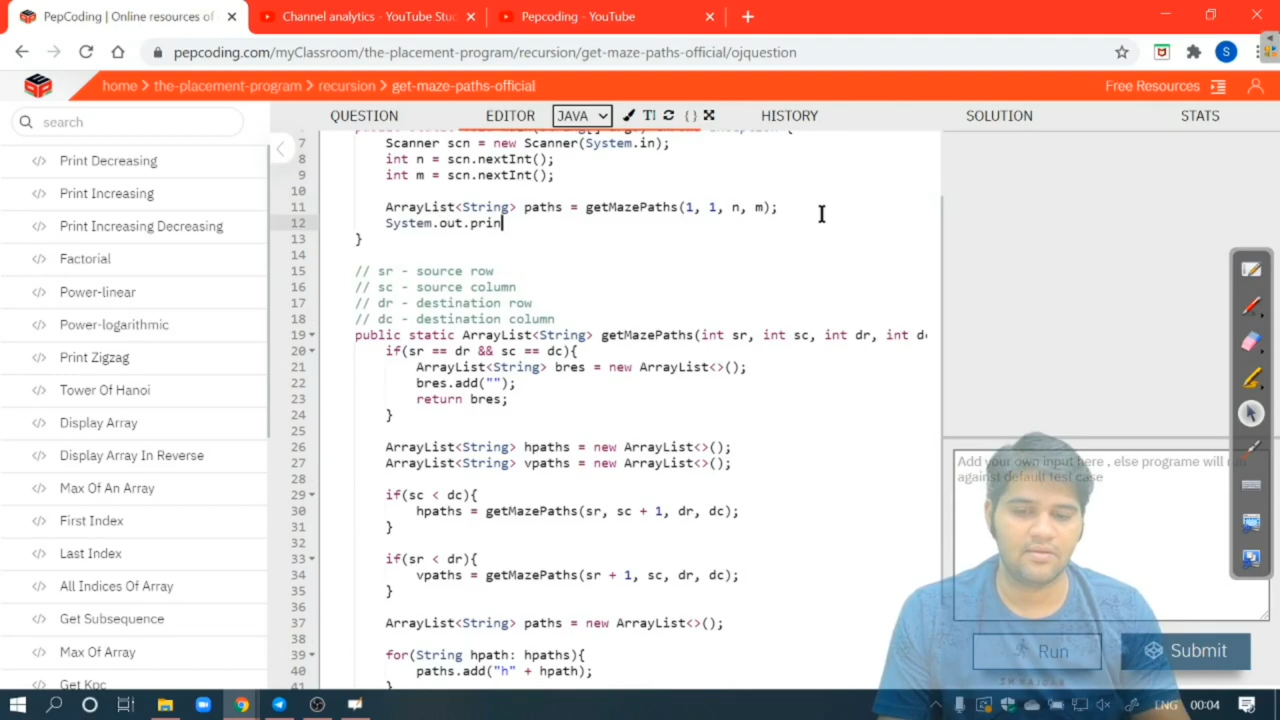 PepCoding | Online resources of
Channel analytics - YouTube Stu
Pepcoding - YouTube
pepcoding.com/myClassroom/the-placement-program/recursion/get-maze-paths-official/ojquestion
S
home > the-placement-program > recursion > get-maze-paths-official
Free Resources
search
QUESTION
EDITOR
JAVA
HISTORY
SOLUTION
STATS
Print Decreasing
Print Increasing
Print Increasing Decreasing
Factorial
Power-linear
Power-logarithmic
Print Zigzag
Tower Of Hanoi
Display Array
Display Array In Reverse
Max Of An Array
First Index
Last Index
All Indices Of Array
Get Subsequence
Max Of Array
Get Kpc
7 Scanner scn = new Scanner(System.in);
8 int n = scn.nextInt();
9 int m = scn.nextInt();
10
11 ArrayList<String> paths = getMazePaths(1, 1, n, m);
12 System.out.prin
13 }
14
15 // sr - source row
16 // sc - source column
17 // dr - destination row
18 // dc - destination column
19 public static ArrayList<String> getMazePaths(int sr, int sc, int dr, int d
20 if(sr == dr && sc == dc){
21 ArrayList<String> bres = new ArrayList<>();
22 bres.add("");
23 return bres;
24 }
25
26 ArrayList<String> hpaths = new ArrayList<>();
27 ArrayList<String> vpaths = new ArrayList<>();
28
29 if(sc < dc){
30 hpaths = getMazePaths(sr, sc + 1, dr, dc);
31 }
32
33 if(sr < dr){
34 vpaths = getMazePaths(sr + 1, sc, dr, dc);
35 }
36
37 ArrayList<String> paths = new ArrayList<>();
38
39 for(String hpath: hpaths){
40 paths.add("h" + hpath);
41 }
Add your own input here , else programe will run
against default test case
Run
Submit
ENG
00:04